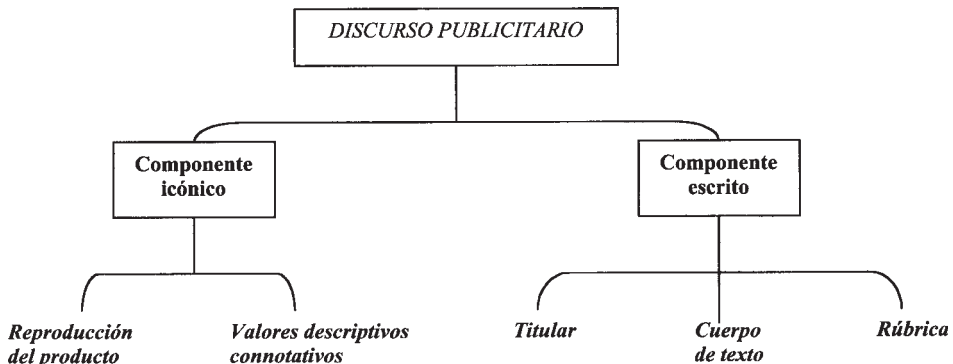 DISCURSO PUBLICITARIO
Componente
icónico
Componente
escrito
Reproducción
del producto
Valores descriptivos
connotativos
Titular
Cuerpo
de texto
Rúbrica